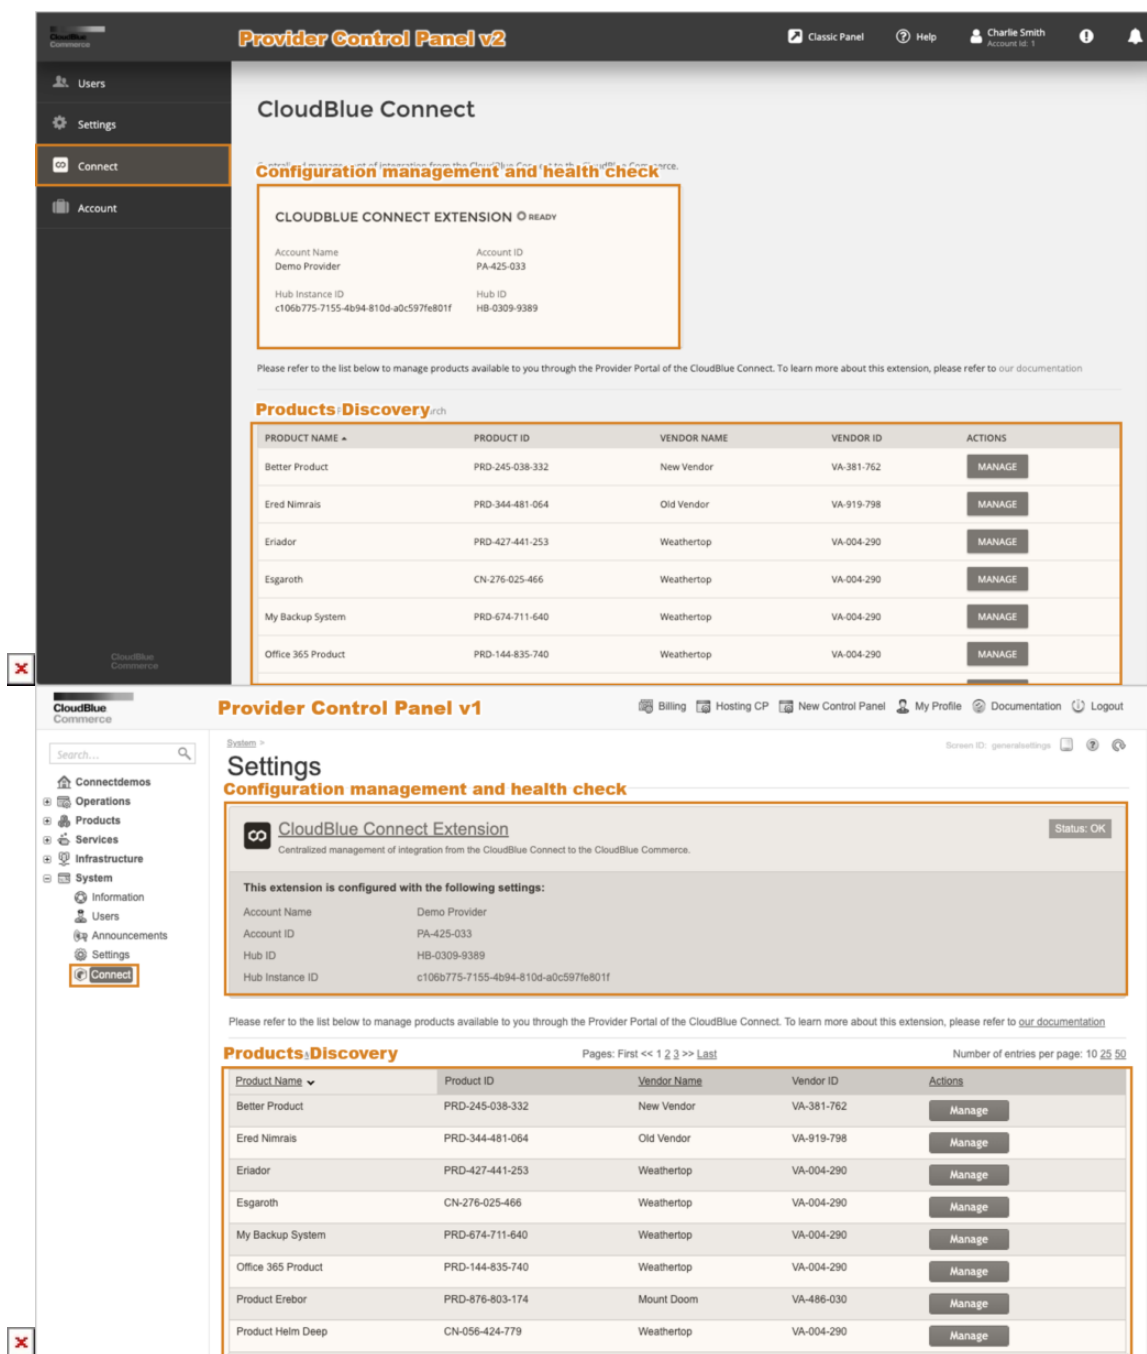 CloudBlue
Commerce
Provider Control Panel v2
Classic Panel
Help
Charlie Smith
Account Id: 1
Users
Settings
Connect
Account
CloudBlue
Commerce
CloudBlue Connect
Centralized management of integration from the CloudBlue Connect to the CloudBlue Commerce.
Configuration management and health check
CLOUDBLUE CONNECT EXTENSION READY
Account Name
Demo Provider
Account ID
PA-425-033
Hub Instance ID
c106b775-7155-4b94-810d-a0c597fe801f
Hub ID
HB-0309-9389
Please refer to the list below to manage products available to you through the Provider Portal of the CloudBlue Connect. To learn more about this extension, please refer to our documentation
Products Discovery
PRODUCT NAME PRODUCT ID VENDOR NAME VENDOR ID ACTIONS
Better Product PRD-245-038-332 New Vendor VA-381-762 MANAGE
Ered Nimrais PRD-344-481-064 Old Vendor VA-919-798 MANAGE
Eriador PRD-427-441-253 Weathertop VA-004-290 MANAGE
Esgaroth CN-276-025-466 Weathertop VA-004-290 MANAGE
My Backup System PRD-674-711-640 Weathertop VA-004-290 MANAGE
Office 365 Product PRD-144-835-740 Weathertop VA-004-290 MANAGE
CloudBlue
Commerce
Provider Control Panel v1
Billing
Hosting CP
New Control Panel
My Profile
Documentation
Logout
Search...
Connectdemos
Operations
Products
Services
Infrastructure
System
Information
Users
Announcements
Settings
Connect
System >
Screen ID: generalsettings
Settings
Configuration management and health check
CloudBlue Connect Extension
Status: OK
Centralized management of integration from the CloudBlue Connect to the CloudBlue Commerce.
This extension is configured with the following settings:
Account Name Demo Provider
Account ID PA-425-033
Hub ID HB-0309-9389
Hub Instance ID c106b775-7155-4b94-810d-a0c597fe801f
Please refer to the list below to manage products available to you through the Provider Portal of the CloudBlue Connect. To learn more about this extension, please refer to our documentation
Products Discovery
Pages: First << 1 2 3 >> Last
Number of entries per page: 10 25 50
Product Name Product ID Vendor Name Vendor ID Actions
Better Product PRD-245-038-332 New Vendor VA-381-762 Manage
Ered Nimrais PRD-344-481-064 Old Vendor VA-919-798 Manage
Eriador PRD-427-441-253 Weathertop VA-004-290 Manage
Esgaroth CN-276-025-466 Weathertop VA-004-290 Manage
My Backup System PRD-674-711-640 Weathertop VA-004-290 Manage
Office 365 Product PRD-144-835-740 Weathertop VA-004-290 Manage
Product Erebor PRD-876-803-174 Mount Doom VA-486-030 Manage
Product Helm Deep CN-056-424-779 Weathertop VA-004-290 Manage